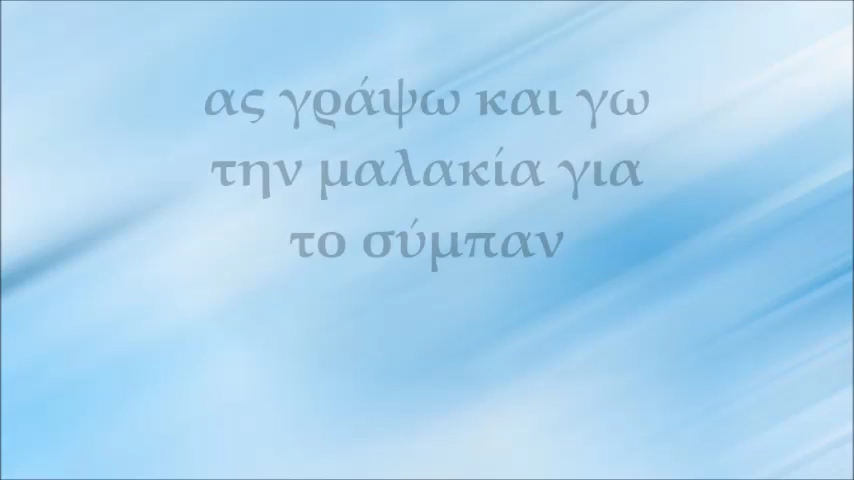 ας γράψω και γω
την μαλακία για
το σύμπαν